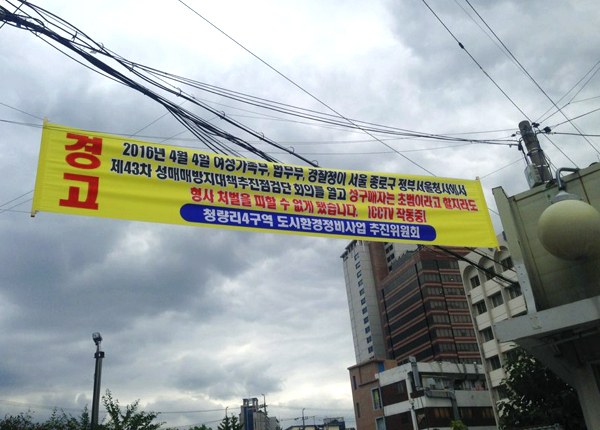 경고
2016년 4월 4일 여성가족부, 법무부, 경찰청이 서울 종로구 정부서울청사에서
제43차 성매매방지대책추진점검단 회의를 열고 성구매자는 초범이라고 할지라도
형사 처벌을 피할 수 없게 됐습니다. !CCTV 작동중!
청량리4구역 도시환경정비사업 추진위원회